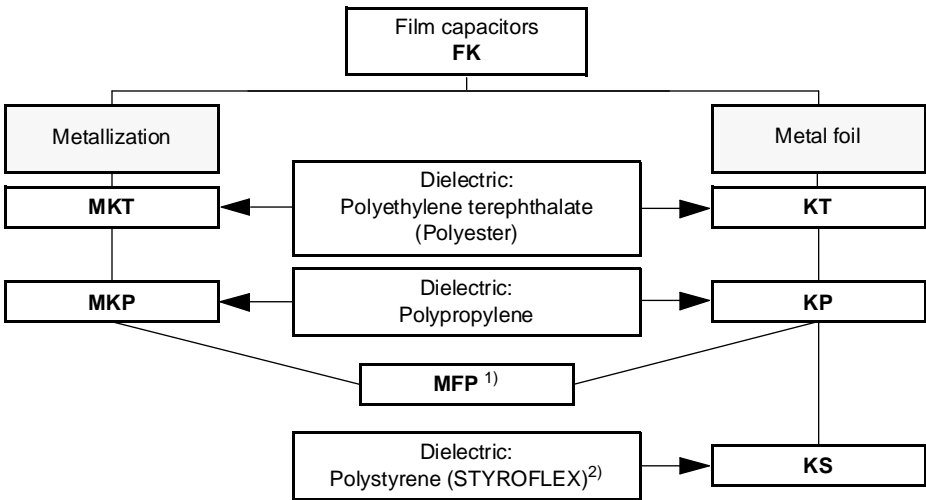 Film capacitors
FK
Metallization
Metal foil
Dielectric:
Polyethylene terephthalate
(Polyester)
MKT
KT
Dielectric:
Polypropylene
MKP
KP
MFP 1)
Dielectric:
Polystyrene (STYROFLEX)2)
KS